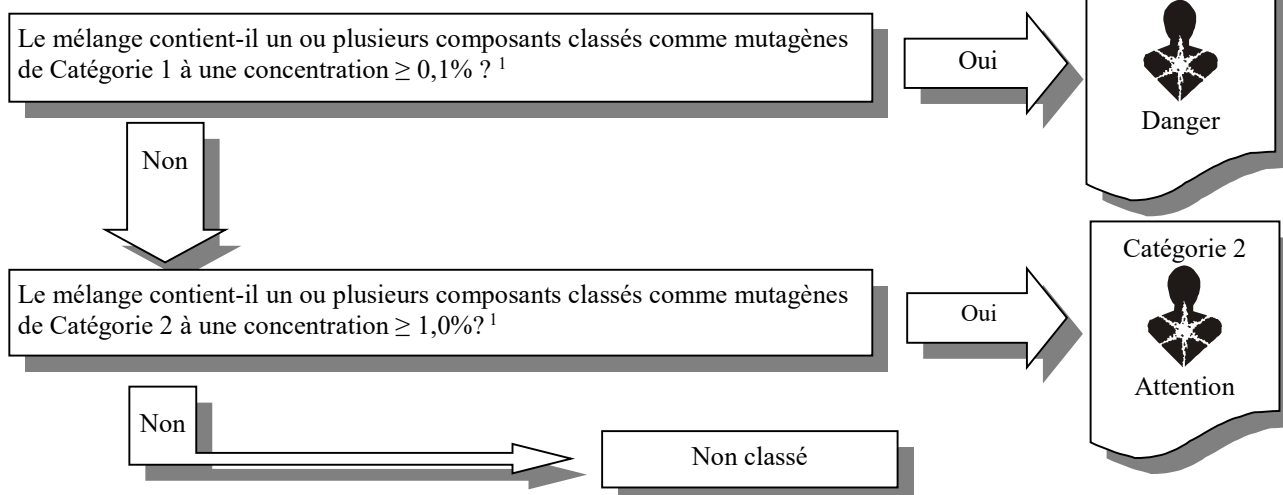 Le mélange contient-il un ou plusieurs composants classés comme mutagènes
de Catégorie 1 à une concentration ≥ 0,1% ? 1
Oui
Danger
Non
Le mélange contient-il un ou plusieurs composants classés comme mutagènes
de Catégorie 2 à une concentration ≥ 1,0%? 1
Oui
Catégorie 2
Attention
Non
Non classé